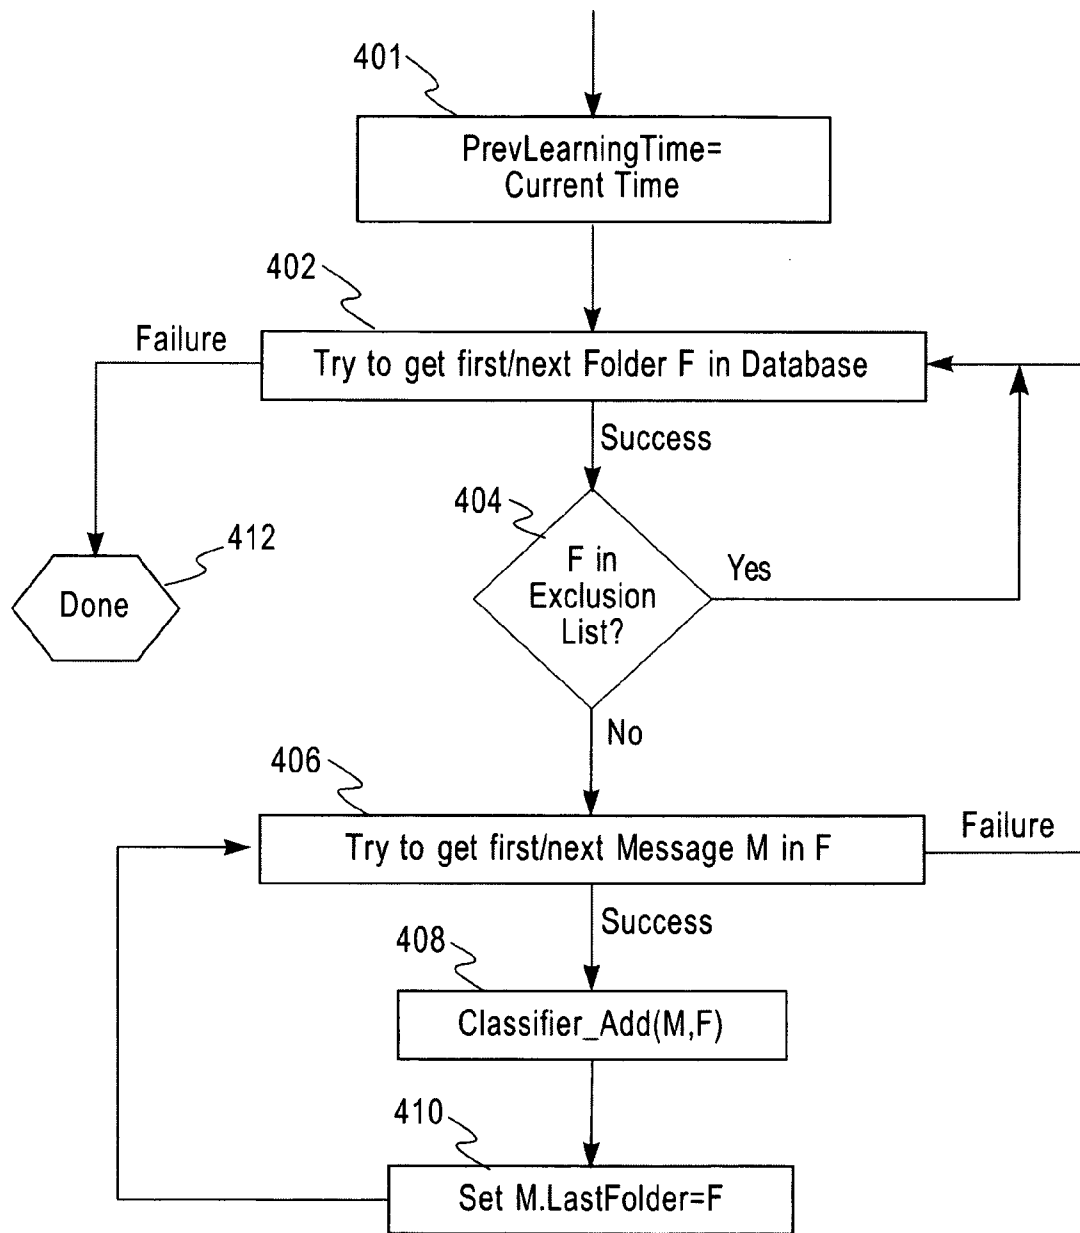 401
PrevLearningTime=
Current Time
402
Failure
Try to get first/next Folder F in Database
Success
404
412
F in
Exclusion
List?
Yes
Done
No
406
Failure
Try to get first/next Message M in F
Success
408
Classifier_Add(M,F)
410
Set M.LastFolder=F